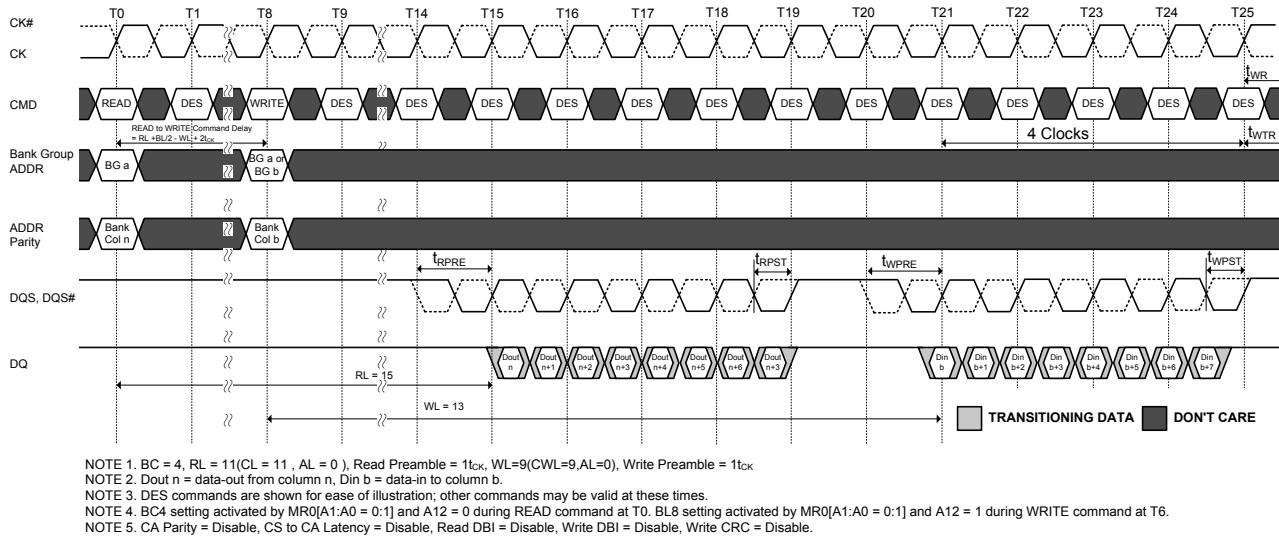 CK#
CK
T0 T1 T8 T9 T14 T15 T16 T17 T18 T19 T20 T21 T22 T23 T24 T25
tWR
CMD
READ DES WRITE DES DES DES DES DES DES DES DES DES DES DES DES DES
READ to WRITE Command Delay
= RL +BL/2 - WL + 2tCK
4 Clocks
tWTR
Bank Group
ADDR
BG a
BG a or
BG b
ADDR
Parity
Bank
Col n
Bank
Col b
tRPRE
tRPST
tWPRE
tWPST
DQS, DQS#
DQ
Dout Dout Dout Dout Dout Dout Dout Dout
n n+1 n+2 n+3 n+4 n+5 n+6 n+3
Din Din Din Din Din Din Din Din
b b+1 b+2 b+3 b+4 b+5 b+6 b+7
RL = 15
WL = 13
TRANSITIONING DATA
DON'T CARE
NOTE 1. BC = 4, RL = 11(CL = 11 , AL = 0 ), Read Preamble = 1tCK, WL=9(CWL=9,AL=0), Write Preamble = 1tCK
NOTE 2. Dout n = data-out from column n, Din b = data-in to column b.
NOTE 3. DES commands are shown for ease of illustration; other commands may be valid at these times.
NOTE 4. BC4 setting activated by MR0[A1:A0 = 0:1] and A12 = 0 during READ command at T0. BL8 setting activated by MR0[A1:A0 = 0:1] and A12 = 1 during WRITE command at T6.
NOTE 5. CA Parity = Disable, CS to CA Latency = Disable, Read DBI = Disable, Write DBI = Disable, Write CRC = Disable.